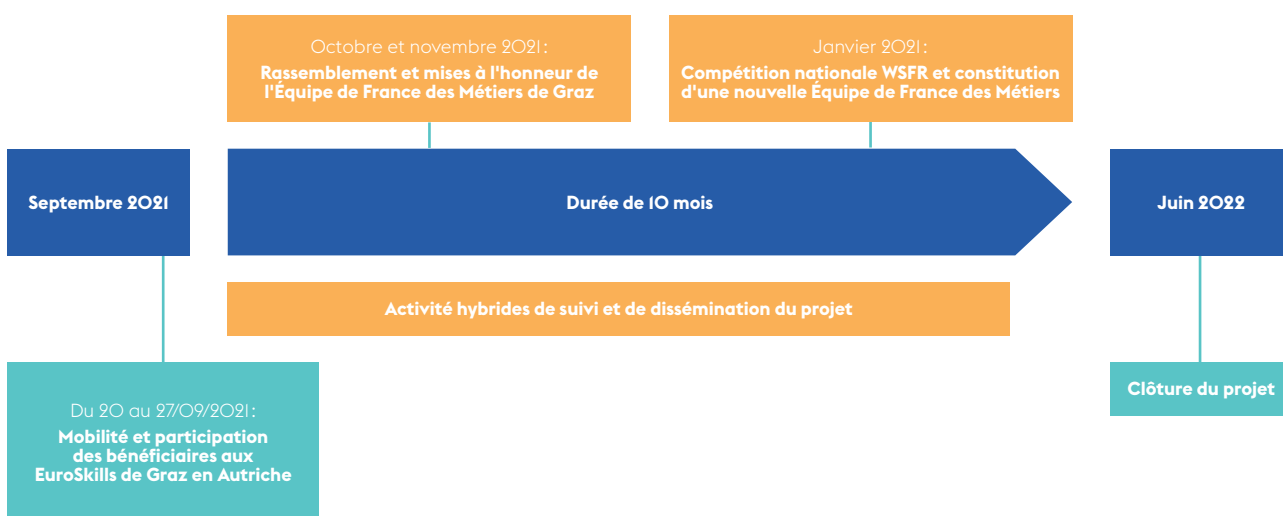 Octobre et novembre 2021 :
Rassemblement et mises à l'honneur de
l'Équipe de France des Métiers de Graz
Janvier 2021 :
Compétition nationale WSFR et constitution
d'une nouvelle Équipe de France des Métiers
Septembre 2021
Durée de 10 mois
Juin 2022
Activité hybrides de suivi et de dissémination du projet
Du 20 au 27/09/2021 :
Mobilité et participation
des bénéficiaires aux
EuroSkills de Graz en Autriche
Clôture du projet